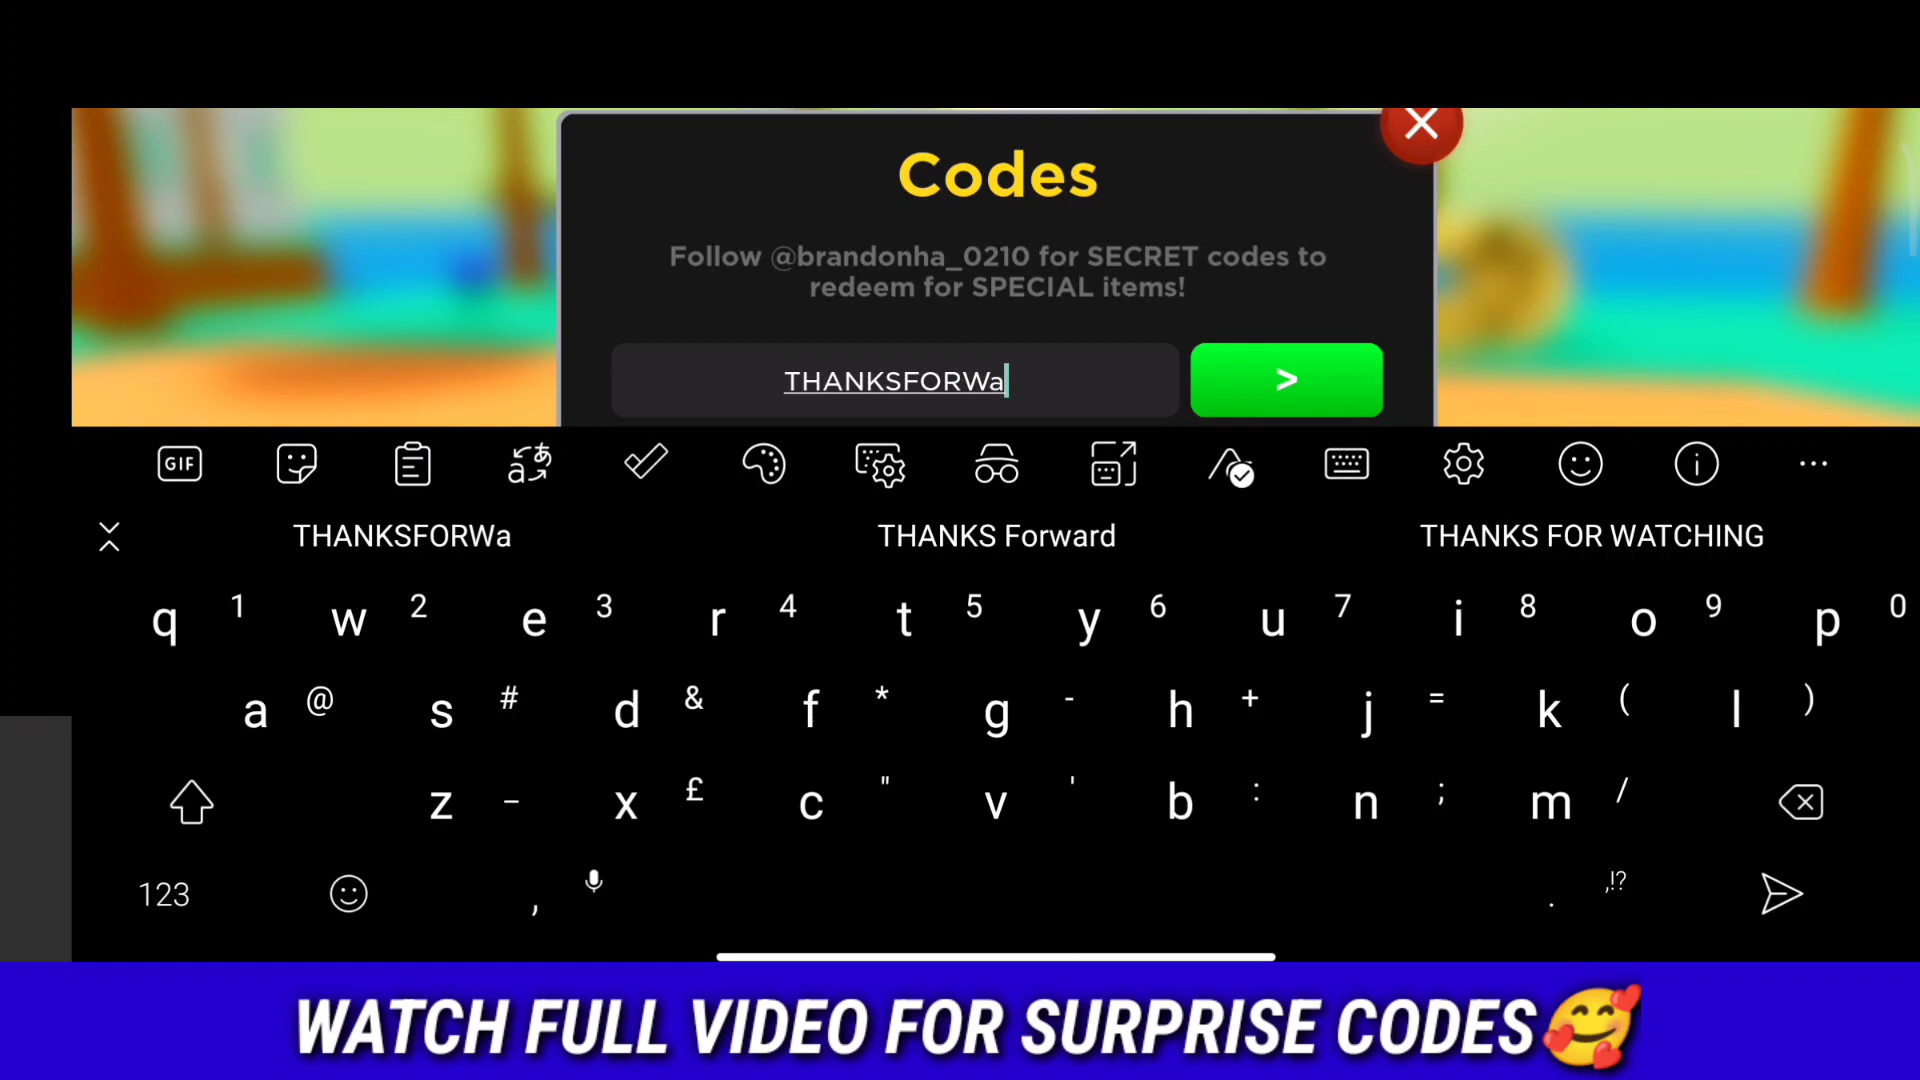 Codes
Follow @brandonha_0210 for SECRET codes to
redeem for SPECIAL items!
THANKSFORWa >
GIF
THANKSFORWa THANKS Forward THANKS FOR WATCHING
q 1 w 2 e 3 r 4 t 5 y 6 u 7 i 8 o 9 p 0
a @ s # d & f * g - h + j = k ( l )
z _ x £ c " v ' b : n ; m /
123 , . ,!?
WATCH FULL VIDEO FOR SURPRISE CODES🥰